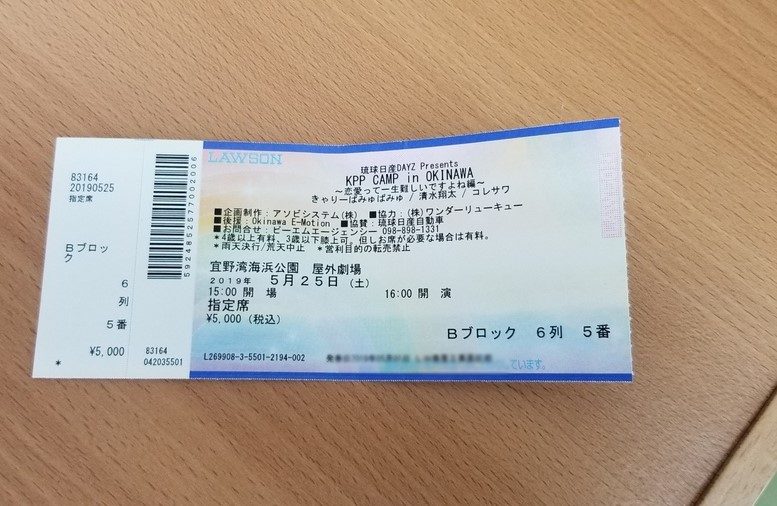 83164
20190525
指定席
Bブロッ
ク
6
列
5番
¥5,000
*
83164
042035501
5924852577002006
LAWSON
琉球日産DAYZ Presents
KPP CAMP in OKINAWA
～恋愛って一生難しいですよね編～
きゃりーぱみゅぱみゅ / 清水翔太 / コレサワ
■企画制作:アソビシステム(株) ■協力:(株)ワンダーリューキュー
■後援:Okinawa E-Motion ■協賛:琉球日産自動車
■お問合せ:ピーエムエージェンシー 098-898-1331
*4歳以上有料、3歳以下膝上可。但しお席が必要な場合は有料。
*雨天決行/荒天中止 *営利目的の転売禁止
宜野湾海浜公園 屋外劇場
2019年 5月25日(土)
15:00 開 場 16:00 開 演
指定席
¥5,000(税込)
Bブロック 6列 5番
L269908-3-5501-2194-002
ています。